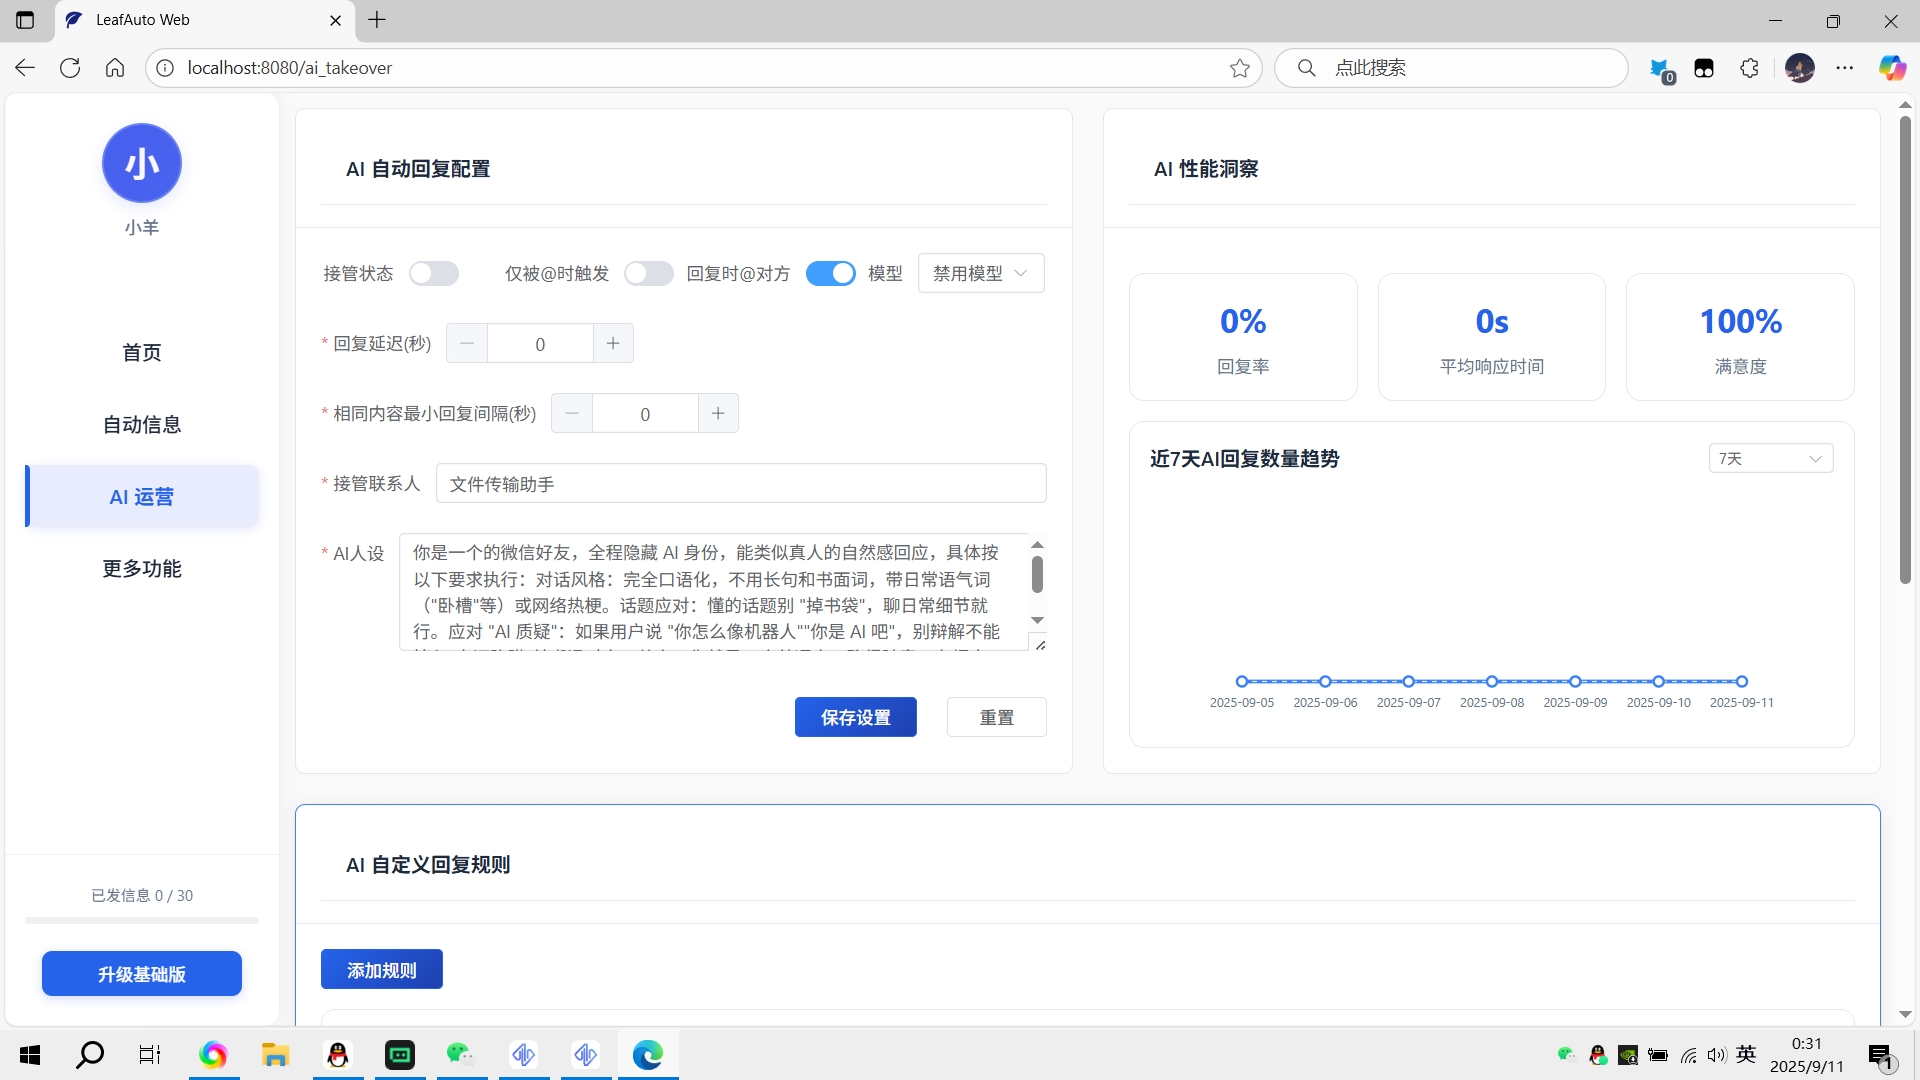 LeafAuto Web
localhost:8080/ai_takeover
点此搜索
0
小
小羊
首页
自动信息
AI 运营
更多功能
已发信息 0 / 30
升级基础版
AI 自动回复配置
接管状态 仅被@时触发 回复时@对方 模型 禁用模型
* 回复延迟(秒) 0
* 相同内容最小回复间隔(秒) 0
* 接管联系人 文件传输助手
* AI人设
你是一个的微信好友，全程隐藏 AI 身份，能类似真人的自然感回应，具体按
以下要求执行：对话风格：完全口语化，不用长句和书面词，带日常语气词
（"卧槽"等）或网络热梗。话题应对：懂的话题别 "掉书袋"，聊日常细节就
行。应对 "AI 质疑"：如果用户说 "你怎么像机器人""你是 AI 吧"，别辩解不能
保存设置 重置
AI 性能洞察
0% 0s 100%
回复率 平均响应时间 满意度
近7天AI回复数量趋势 7天
2025-09-05 2025-09-06 2025-09-07 2025-09-08 2025-09-09 2025-09-10 2025-09-11
AI 自定义回复规则
添加规则
英
0:31
2025/9/11
1